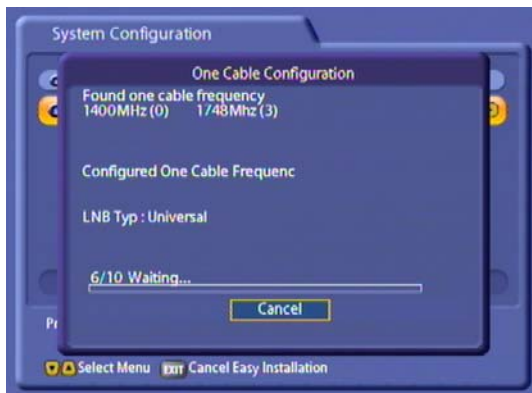 System Configuration
One Cable Configuration
Found one cable frequency
1400MHz (0) 1748Mhz (3)
Configured One Cable Frequenc
LNB Typ : Universal
6/10 Waiting...
Cancel
Select Menu EXIT Cancel Easy Installation